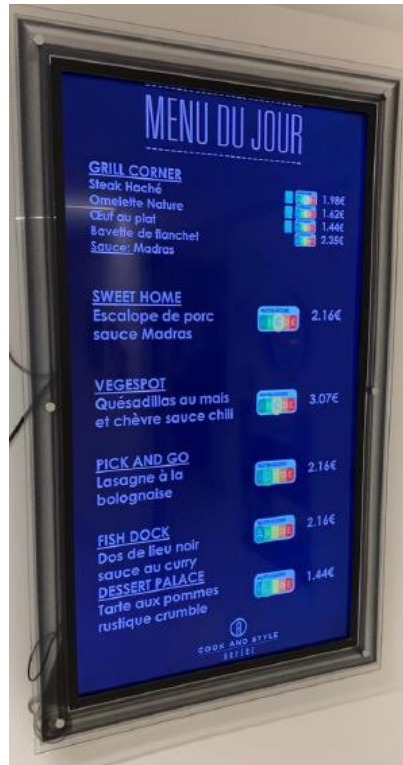 MENU DU JOUR
GRILL CORNER
Steak Haché 1.98€
Omelette Nature 1.62€
Œuf au plat 1.44€
Bavette de flanchet 2.35€
Sauce: Madras
SWEET HOME
Escalope de porc 2.16€
sauce Madras
VEGESPOT
Quésadillas au mais 3.07€
et chèvre sauce chili
PICK AND GO
Lasagne à la 2.16€
bolognaise
FISH DOCK 2.16€
Dos de lieu noir
sauce au curry
DESSERT PALACE 1.44€
Tarte aux pommes
rustique crumble
COOK AND STYLE